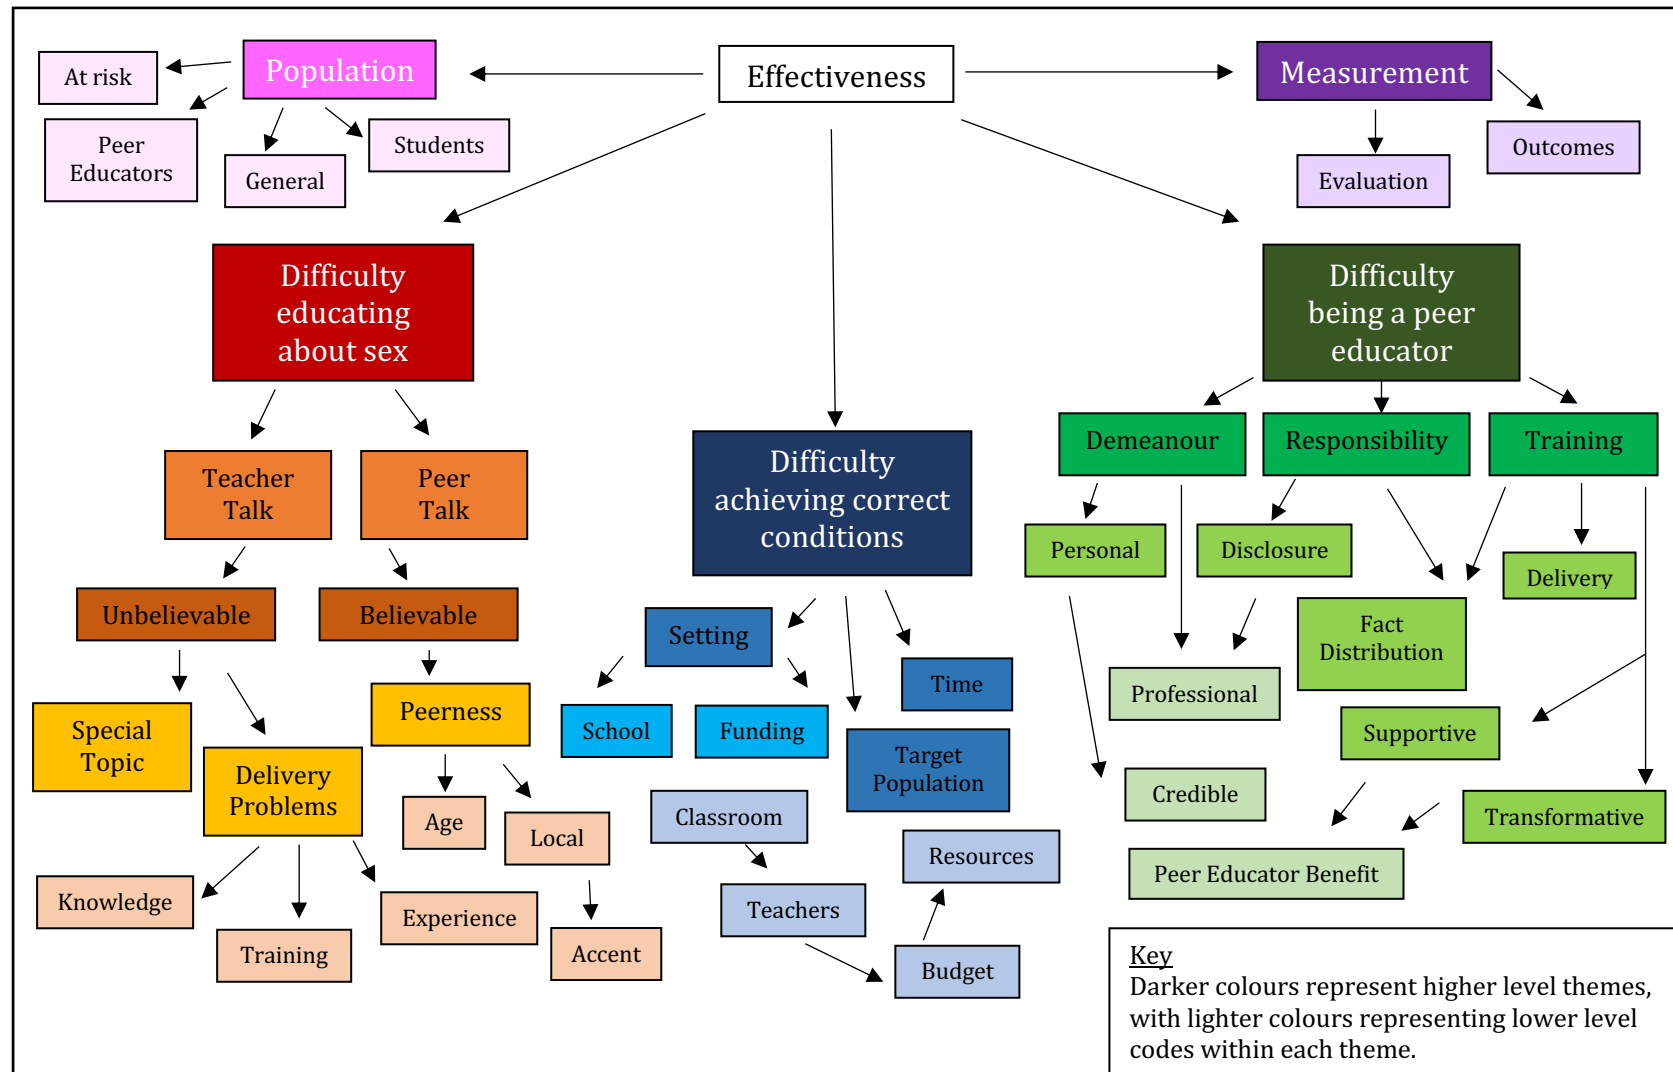 Effectiveness
Population
At risk
Peer
Educators
General
Students
Measurement
Evaluation
Outcomes
Difficulty
educating
about sex
Teacher
Talk
Peer
Talk
Unbelievable
Believable
Special
Topic
Delivery
Problems
Peerness
Age
Local
Knowledge
Training
Experience
Accent
Difficulty
achieving correct
conditions
Setting
Time
School
Funding
Target
Population
Classroom
Resources
Teachers
Budget
Difficulty
being a peer
educator
Demeanour
Responsibility
Training
Personal
Disclosure
Delivery
Fact
Distribution
Professional
Supportive
Credible
Transformative
Peer Educator Benefit
Key
Darker colours represent higher level themes,
with lighter colours representing lower level
codes within each theme.